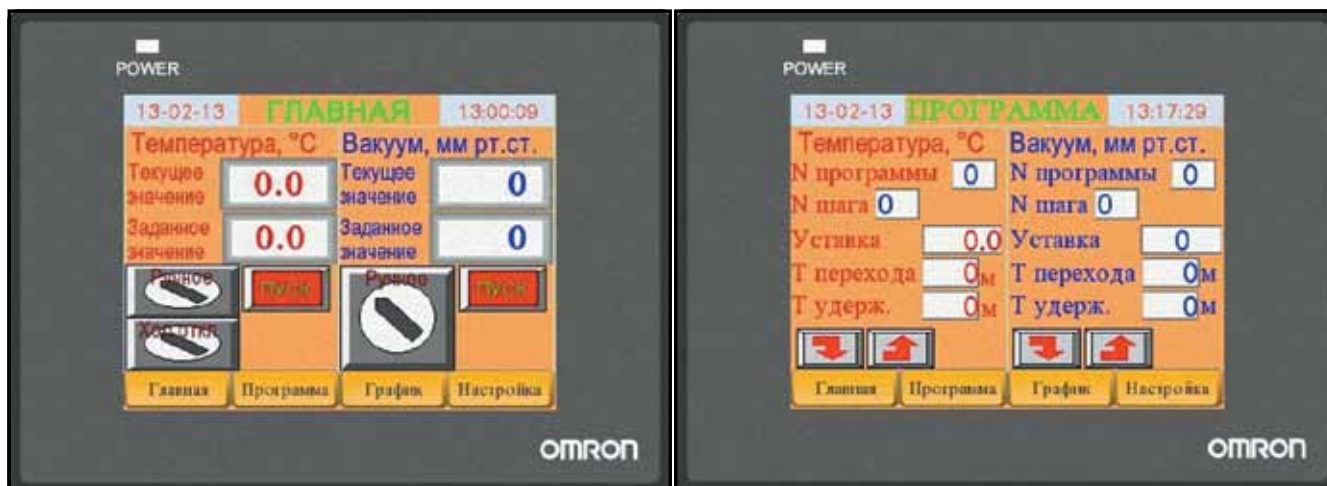 POWER
13-02-13 ГЛАВНАЯ 13:00:09
Температура, °С Вакуум, мм рт.ст.
Текущее значение 0.0 Текущее значение 0
Заданное значение 0.0 Заданное значение 0
Ручное ПУСК Ручное ПУСК
Хол.откл
Главная Программа График Настройка
OMRON
POWER
13-02-13 ПРОГРАММА 13:17:29
Температура, °С Вакуум, мм рт.ст.
N программы 0 N программы 0
N шага 0 N шага 0
Уставка 0.0 Уставка 0
Т перехода 0м Т перехода 0м
Т удерж. 0м Т удерж. 0м
Главная Программа График Настройка
OMRON